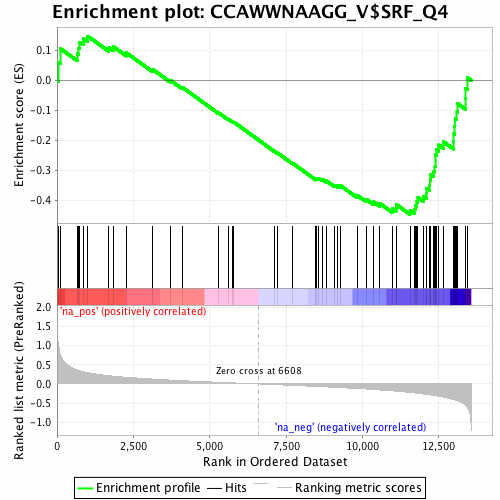 Enrichment plot: CCAWWNAAGG_V$SRF_Q4
Enrichment score (ES)
0.1
0.0
-0.1
-0.2
-0.3
-0.4
'na_pos' (positively correlated)
Ranked list metric (PreRanked)
2.0
1.5
1.0
0.5
0.0
-0.5
-1.0
Zero cross at 6608
'na_neg' (negatively correlated)
0
2,500
5,000
7,500
10,000
12,500
Rank in Ordered Dataset
Enrichment profile
Hits
Ranking metric scores